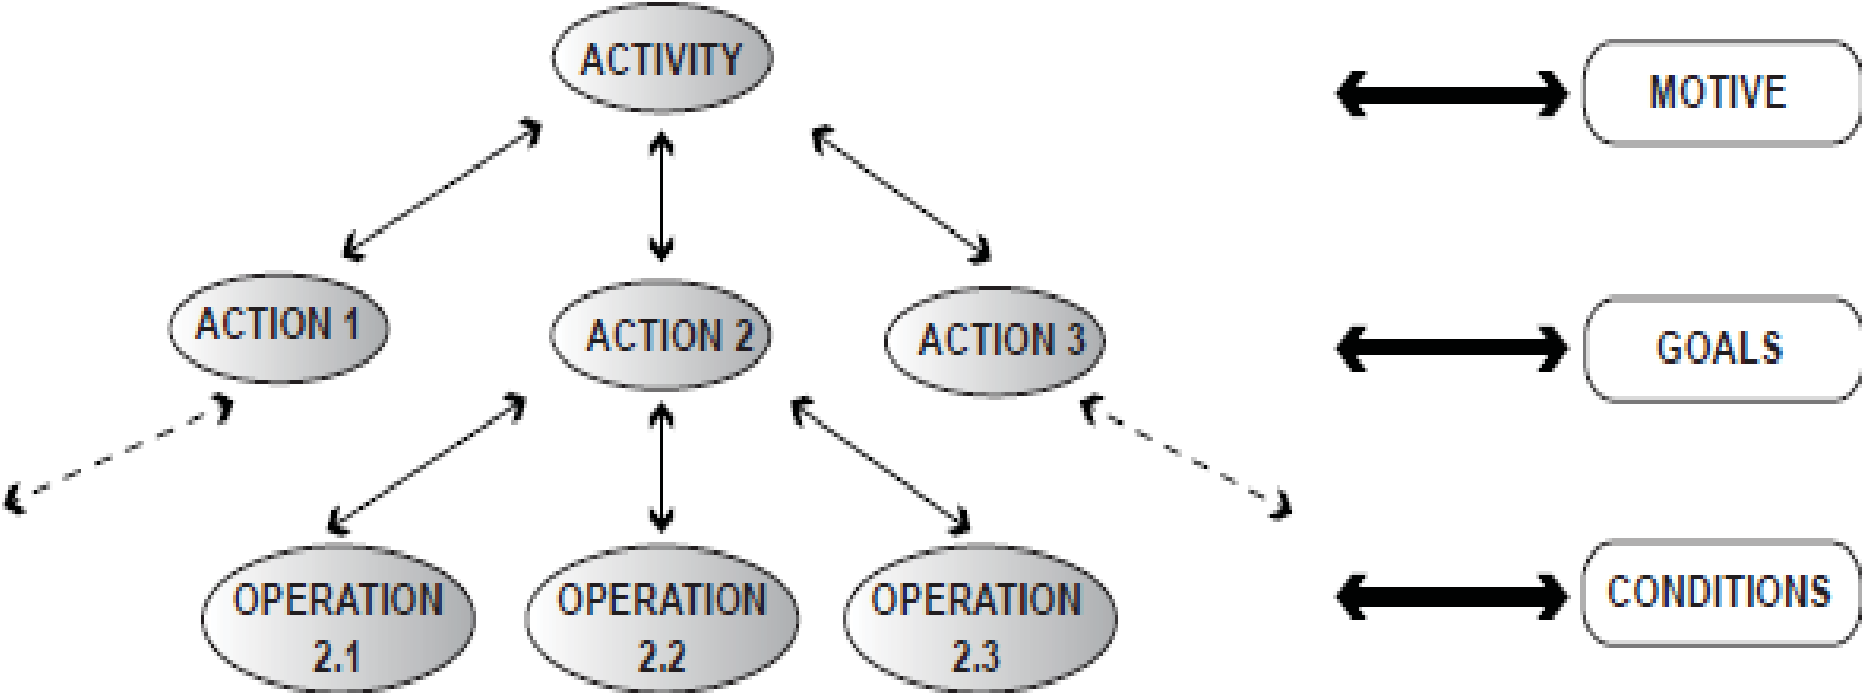 ACTIVITY
MOTIVE
ACTION 1
ACTION 2
ACTION 3
GOALS
OPERATION
2.1
OPERATION
2.2
OPERATION
2.3
CONDITIONS